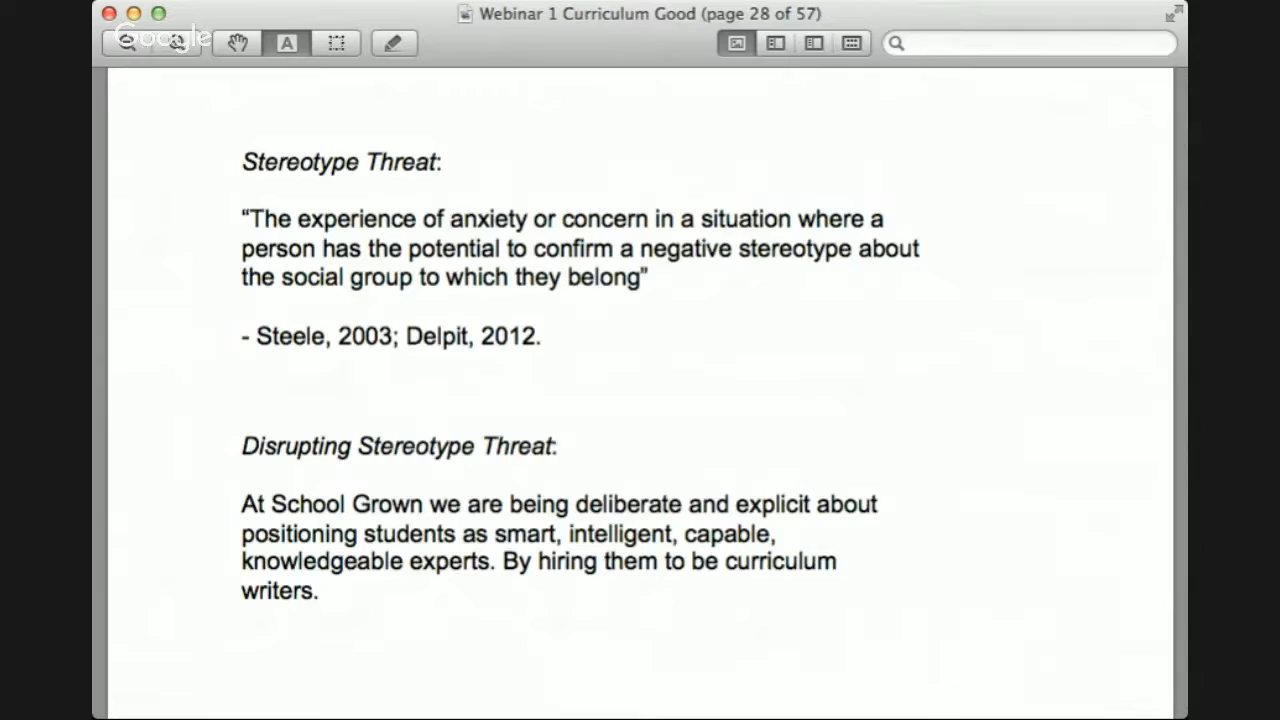 Webinar 1 Curriculum Good (page 28 of 57)
Google
A
Stereotype Threat:
“The experience of anxiety or concern in a situation where a
person has the potential to confirm a negative stereotype about
the social group to which they belong”
- Steele, 2003; Delpit, 2012.
Disrupting Stereotype Threat:
At School Grown we are being deliberate and explicit about
positioning students as smart, intelligent, capable,
knowledgeable experts. By hiring them to be curriculum
writers.